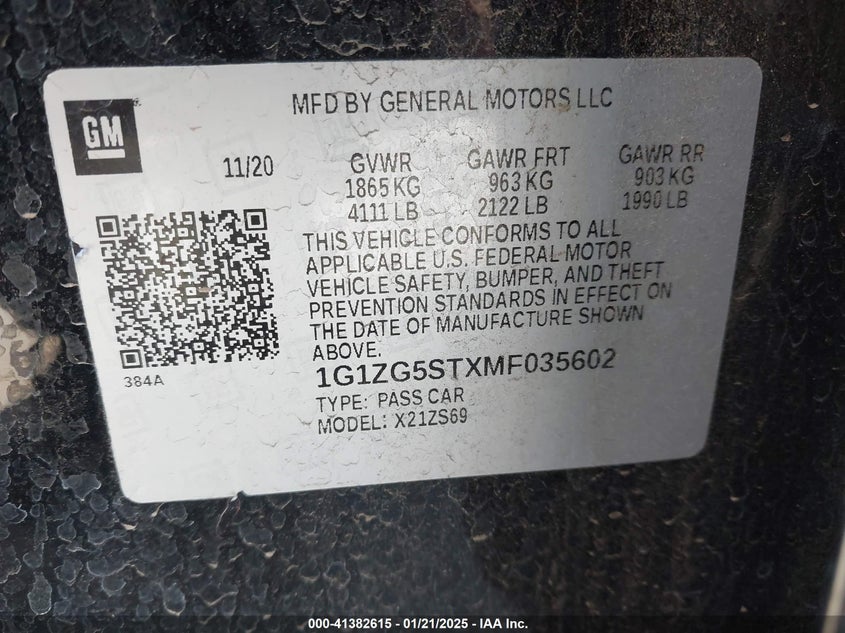 GM
MFD BY GENERAL MOTORS LLC
11/20 GVWR GAWR FRT GAWR RR
1865 KG 963 KG 903 KG
4111 LB 2122 LB 1990 LB
THIS VEHICLE CONFORMS TO ALL
APPLICABLE U.S. FEDERAL MOTOR
VEHICLE SAFETY, BUMPER, AND THEFT
PREVENTION STANDARDS IN EFFECT ON
THE DATE OF MANUFACTURE SHOWN
ABOVE.
384A
1G1ZG5STXMF035602
TYPE: PASS CAR
MODEL: X21ZS69
000-41382615 - 01/21/2025 - IAA Inc.